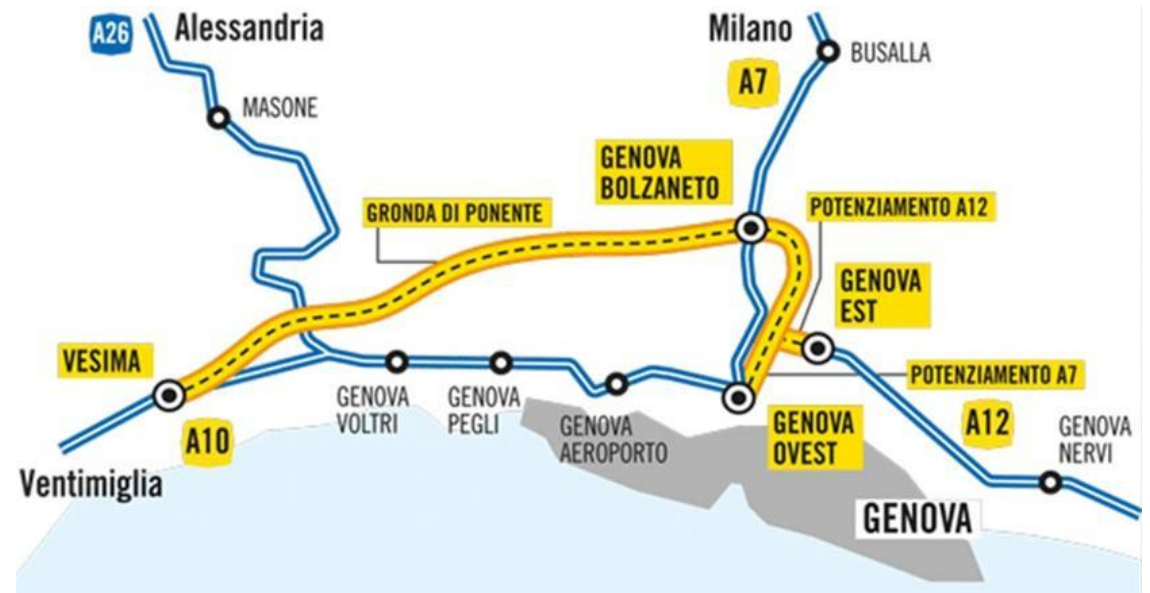 A26
Alessandria
Milano
BUSALLA
A7
MASONE
GENOVA
BOLZANETO
GRONDA DI PONENTE
POTENZIAMENTO A12
GENOVA
EST
VESIMA
POTENZIAMENTO A7
GENOVA
VOLTRI
GENOVA
PEGLI
GENOVA
AEROPORTO
GENOVA
OVEST
A12
GENOVA
NERVI
A10
Ventimiglia
GENOVA